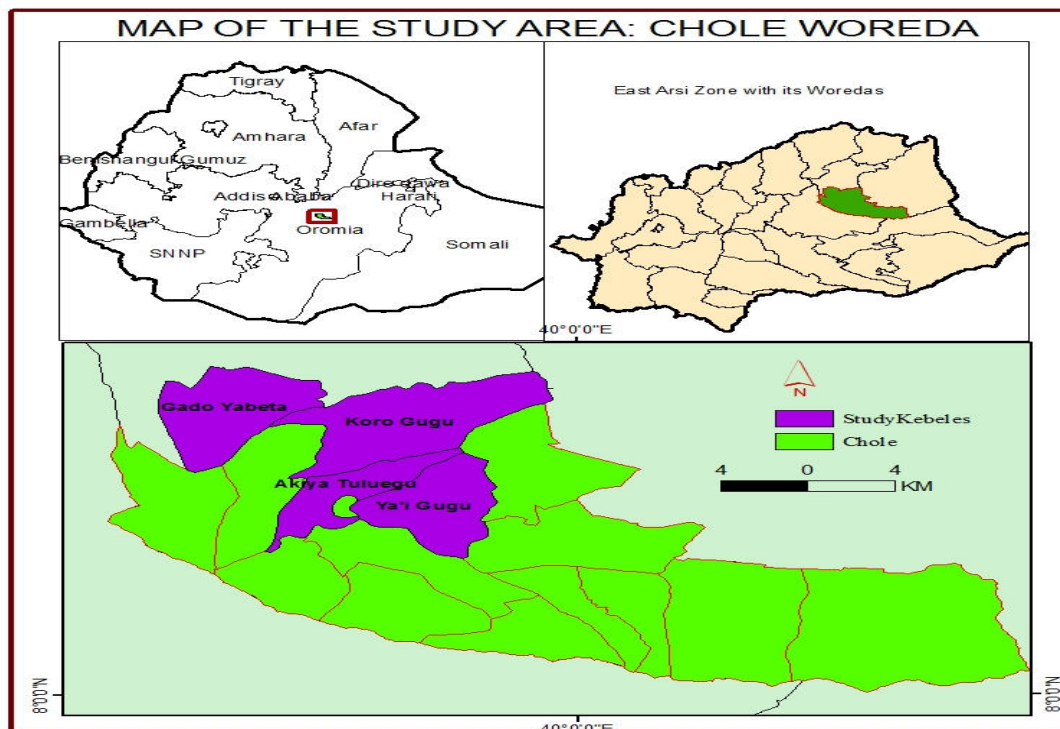 MAP OF THE STUDY AREA: CHOLE WOREDA
Tigray
Afar
Amhara
Benishangul Gumuz
Dire dawa
Addis Ababa
Harari
Gambella
Oromia
SNNP
Somali
East Arsi Zone with its Woredas
40°0'0"E
Gado Yabeta
Koro Gugu
Akiya Tuluegu
Ya'i Gugu
N
Study Kebeles
Chole
4 0 4
KM
8°0'0"N
8°0'0"N
40°0'0"E